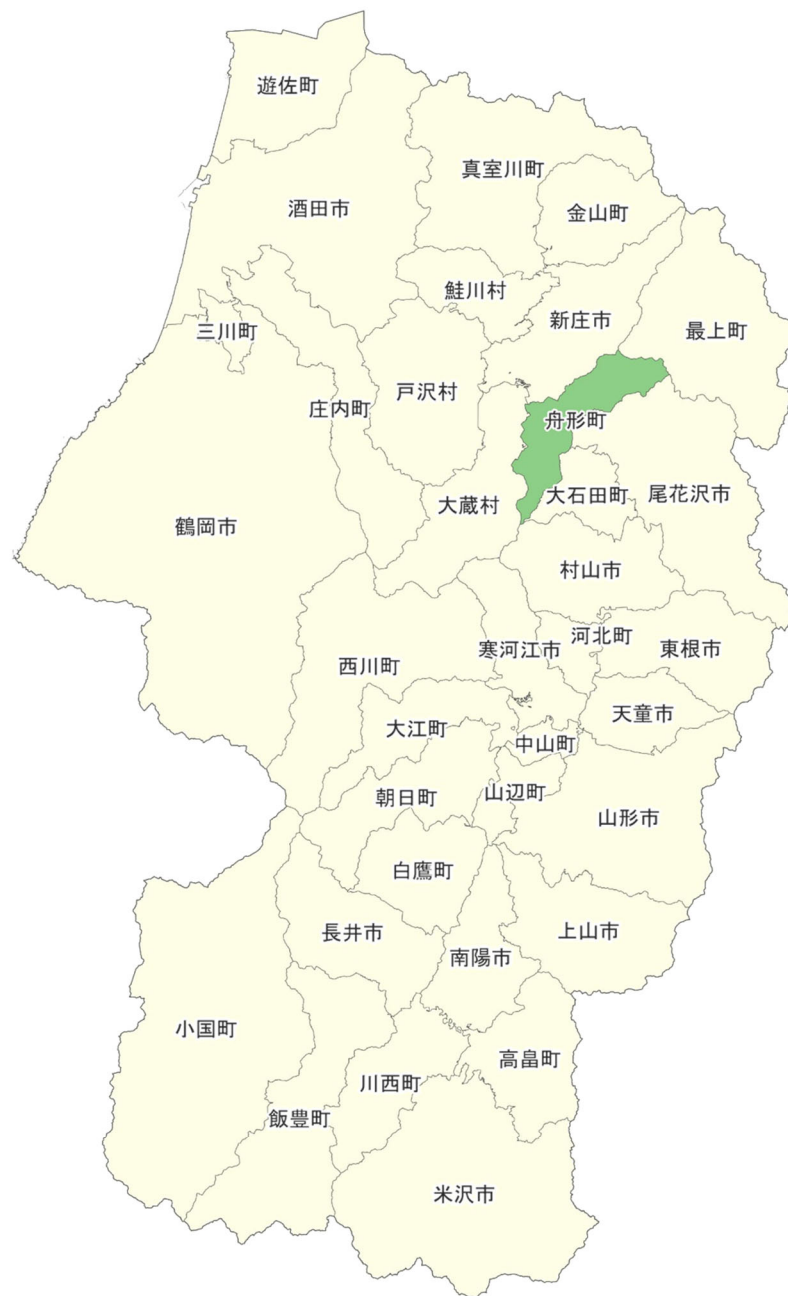 遊佐町
真室川町
酒田市
金山町
鮭川村
新庄市
三川町
最上町
戸沢村
庄内町
舟形町
大蔵村
大石田町
尾花沢市
鶴岡市
村山市
河北町
寒河江市
東根市
西川町
天童市
大江町
中山町
朝日町
山辺町
山形市
白鷹町
長井市
上山市
南陽市
小国町
高畠町
川西町
飯豊町
米沢市